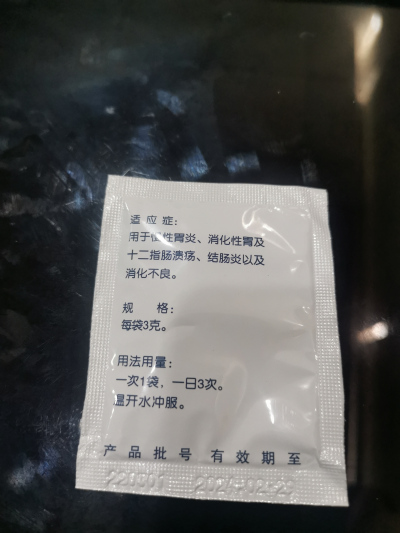 适应症:
用于慢性胃炎、消化性胃及
十二指肠溃疡、结肠炎以及
消化不良。
规 格:
每袋3克。
用法用量:
一次1袋,一日3次。
温开水冲服。
产品批号 有效期至